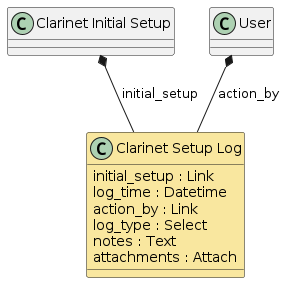 C Clarinet Initial Setup
C User
initial_setup
action_by
C Clarinet Setup Log
initial_setup : Link
log_time : Datetime
action_by : Link
log_type : Select
notes : Text
attachments : Attach